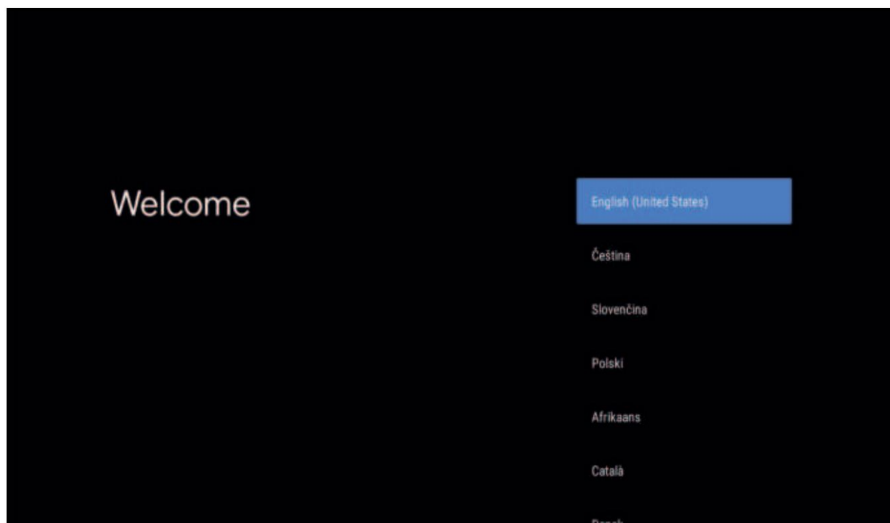 Welcome
English (United States)
Čeština
Slovenčina
Polski
Afrikaans
Català